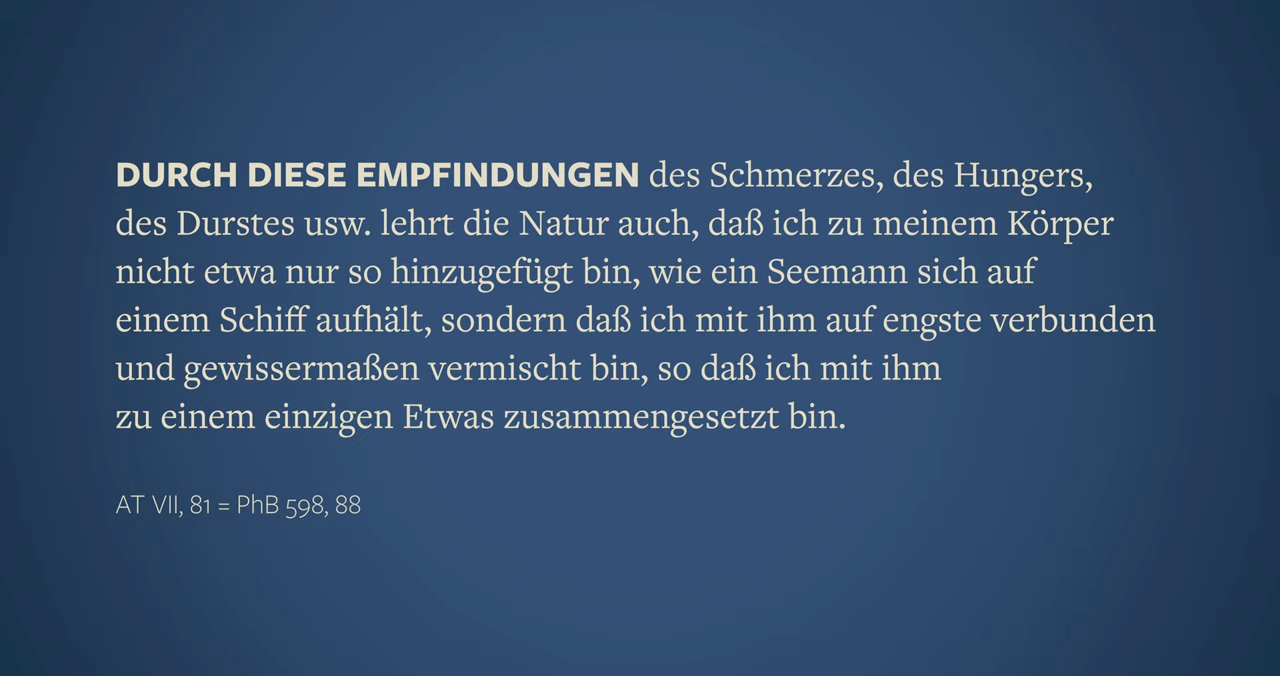 DURCH DIESE EMPFINDUNGEN des Schmerzes, des Hungers,
des Durstes usw. lehrt die Natur auch, daß ich zu meinem Körper
nicht etwa nur so hinzugefügt bin, wie ein Seemann sich auf
einem Schiff aufhält, sondern daß ich mit ihm auf engste verbunden
und gewissermaßen vermischt bin, so daß ich mit ihm
zu einem einzigen Etwas zusammengesetzt bin.
AT VII, 81 = PhB 598, 88